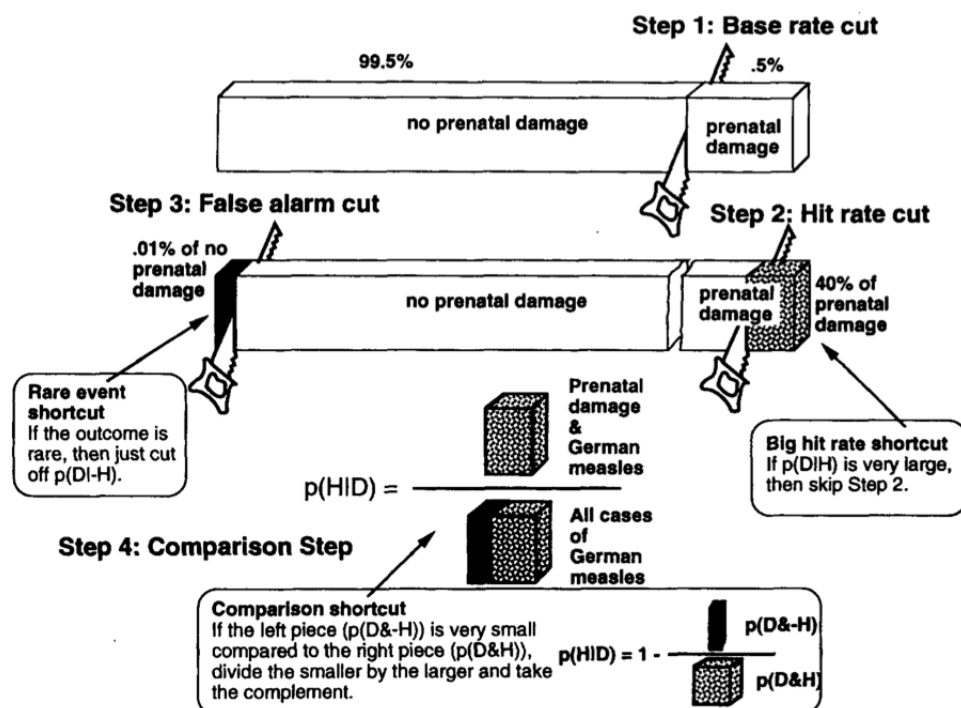 Step 1: Base rate cut
99.5%
.5%
no prenatal damage
prenatal
damage
Step 3: False alarm cut
Step 2: Hit rate cut
.01% of no
prenatal
damage
no prenatal damage
prenatal
damage
40% of
prenatal
damage
Rare event
shortcut
If the outcome is
rare, then just cut
off p(D|-H).
Prenatal
damage
&
German
measles
Big hit rate shortcut
If p(D|H) is very large,
then skip Step 2.
p(H|D) =
All cases
of
German
measles
Step 4: Comparison Step
Comparison shortcut
If the left piece (p(D&-H)) is very small
compared to the right piece (p(D&H)),
divide the smaller by the larger and take
the complement.
p(H|D) = 1 -
p(D&-H)
p(D&H)